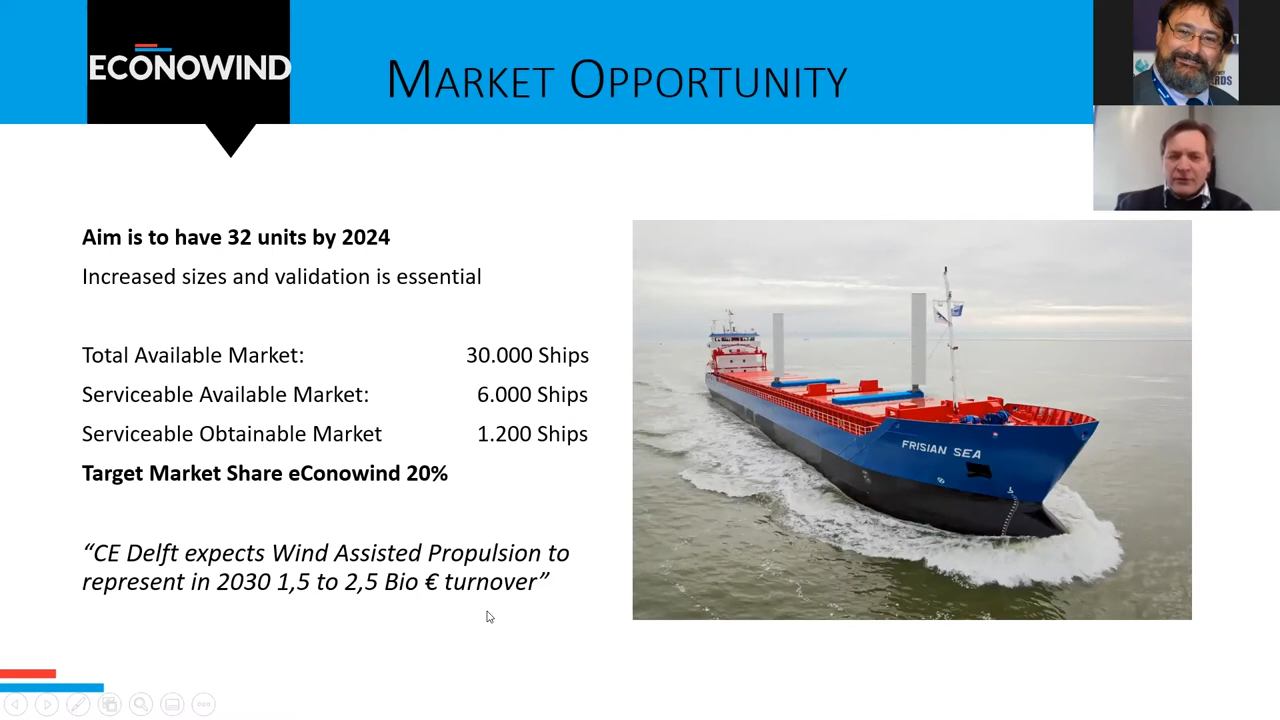 ECONOWIND
MARKET OPPORTUNITY
Aim is to have 32 units by 2024
Increased sizes and validation is essential
Total Available Market: 30.000 Ships
Serviceable Available Market: 6.000 Ships
Serviceable Obtainable Market 1.200 Ships
Target Market Share eConowind 20%
“CE Delft expects Wind Assisted Propulsion to
represent in 2030 1,5 to 2,5 Bio € turnover”
FRISIAN SEA